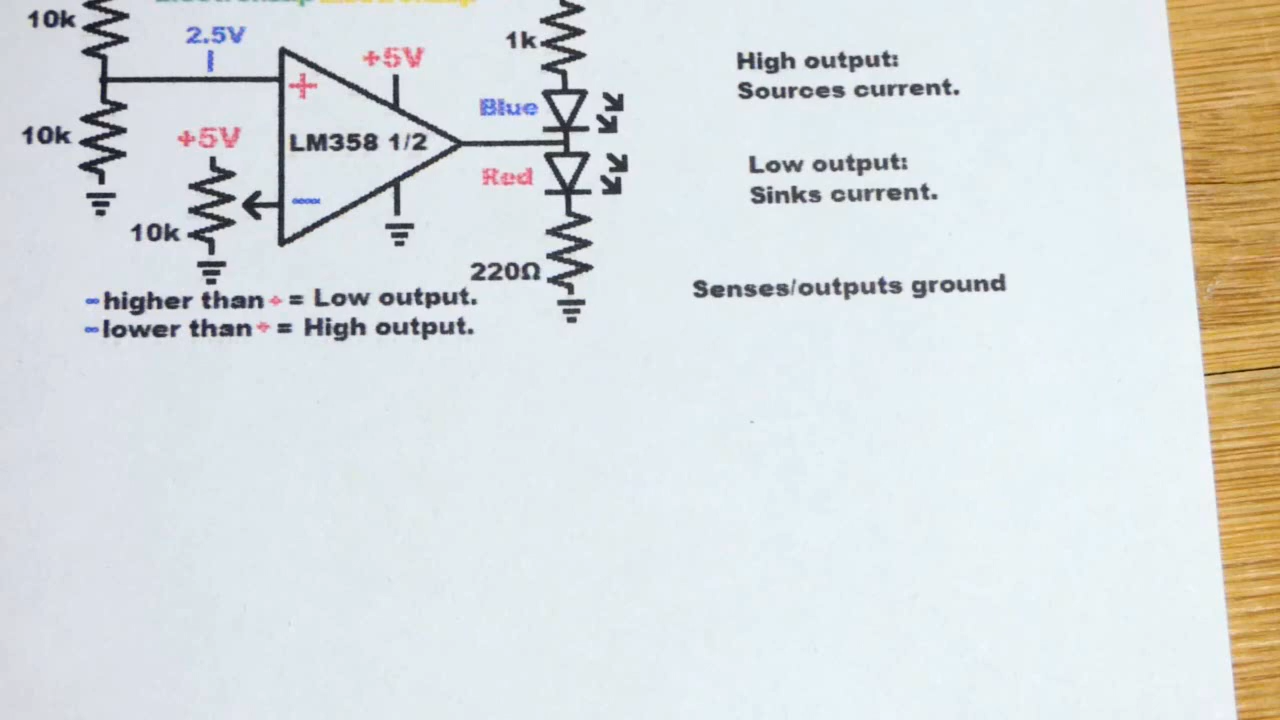 10k
2.5V
+5V
1k
High output:
Sources current.
Blue
+
LM358 1/2
10k
+5V
Low output:
Sinks current.
Red
-
10k
220Ω
Senses/outputs ground
- higher than + = Low output.
- lower than + = High output.